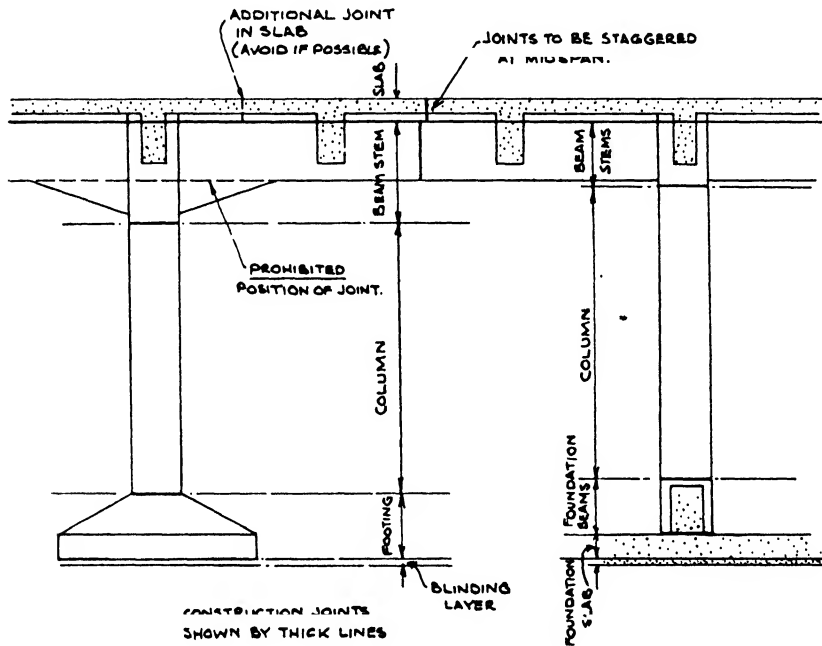 ADDITIONAL JOINT
IN SLAB
(AVOID IF POSSIBLE)
JOINTS TO BE STAGGERED
AT MIDSPAN.
SLAB
BEAM STEM
BEAM
STEMS
PROHIBITED
POSITION OF JOINT.
COLUMN
COLUMN
FOOTING
FOUNDATION
BEAMS
BLINDING
LAYER
FOUNDATION
SLAB
CONSTRUCTION JOINTS
SHOWN BY THICK LINES